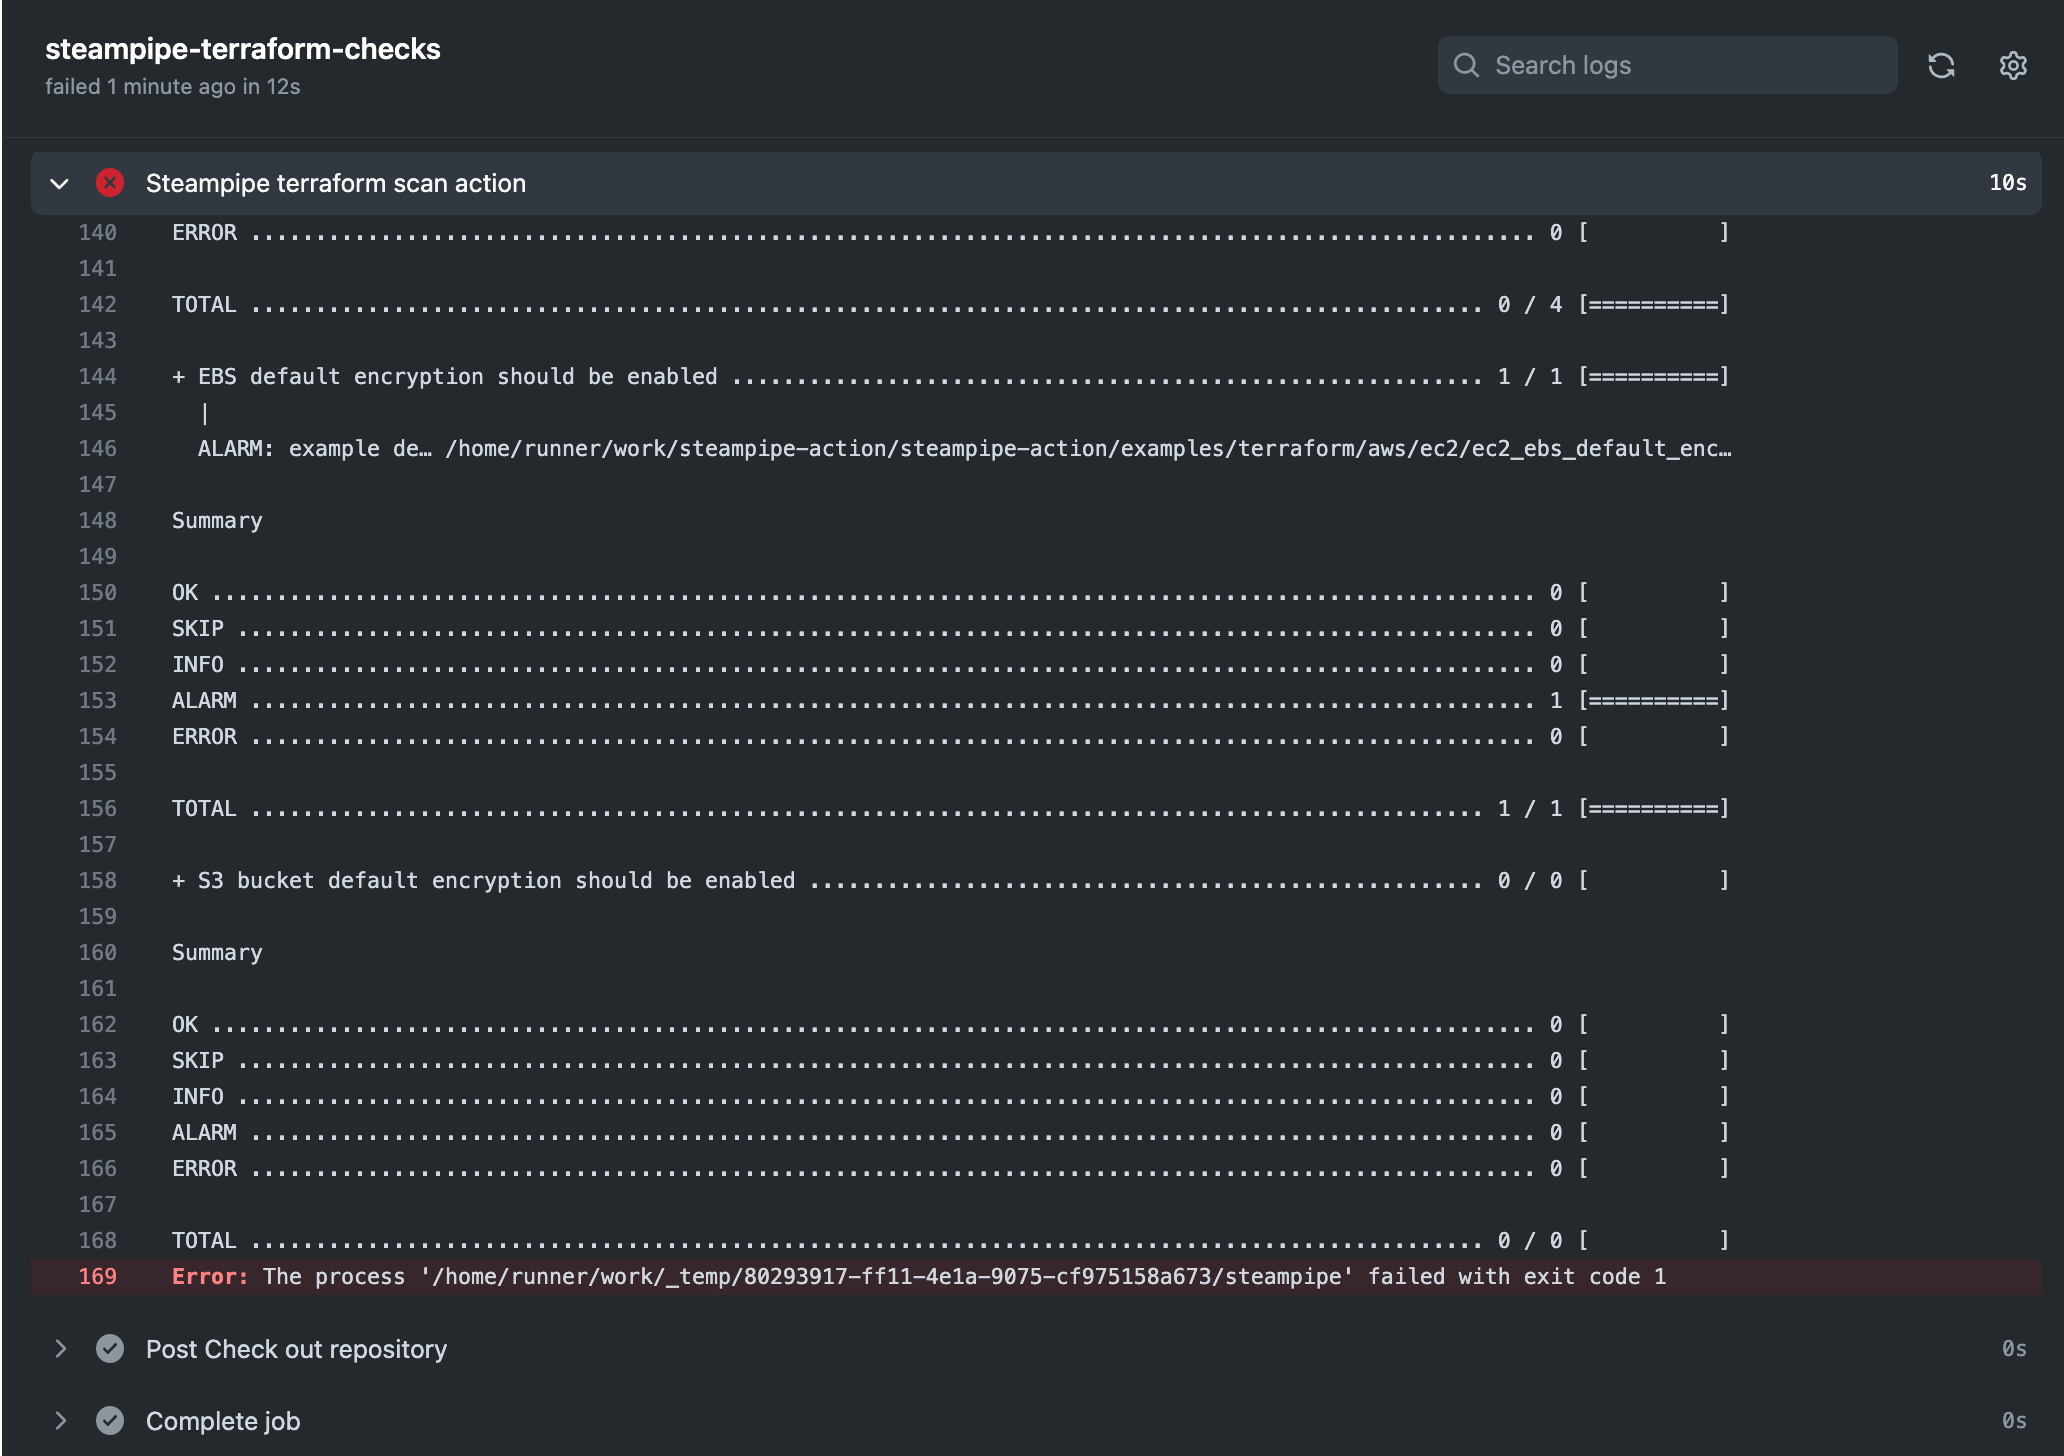 steampipe-terraform-checks
failed 1 minute ago in 12s
Search logs
Steampipe terraform scan action 10s
140 ERROR ................................................................................................... 0 [          ]
141
142 TOTAL ............................................................................................... 0 / 4 [==========]
143
144 + EBS default encryption should be enabled .......................................................... 1 / 1 [==========]
145 |
146 ALARM: example de… /home/runner/work/steampipe-action/steampipe-action/examples/terraform/aws/ec2/ec2_ebs_default_enc…
147
148 Summary
149
150 OK ...................................................................................................... 0 [          ]
151 SKIP .................................................................................................... 0 [          ]
152 INFO .................................................................................................... 0 [          ]
153 ALARM ................................................................................................... 1 [==========]
154 ERROR ................................................................................................... 0 [          ]
155
156 TOTAL ............................................................................................... 1 / 1 [==========]
157
158 + S3 bucket default encryption should be enabled .................................................... 0 / 0 [          ]
159
160 Summary
161
162 OK ...................................................................................................... 0 [          ]
163 SKIP .................................................................................................... 0 [          ]
164 INFO .................................................................................................... 0 [          ]
165 ALARM ................................................................................................... 0 [          ]
166 ERROR ................................................................................................... 0 [          ]
167
168 TOTAL ............................................................................................... 0 / 0 [          ]
169 Error: The process '/home/runner/work/_temp/80293917-ff11-4e1a-9075-cf975158a673/steampipe' failed with exit code 1
Post Check out repository 0s
Complete job 0s